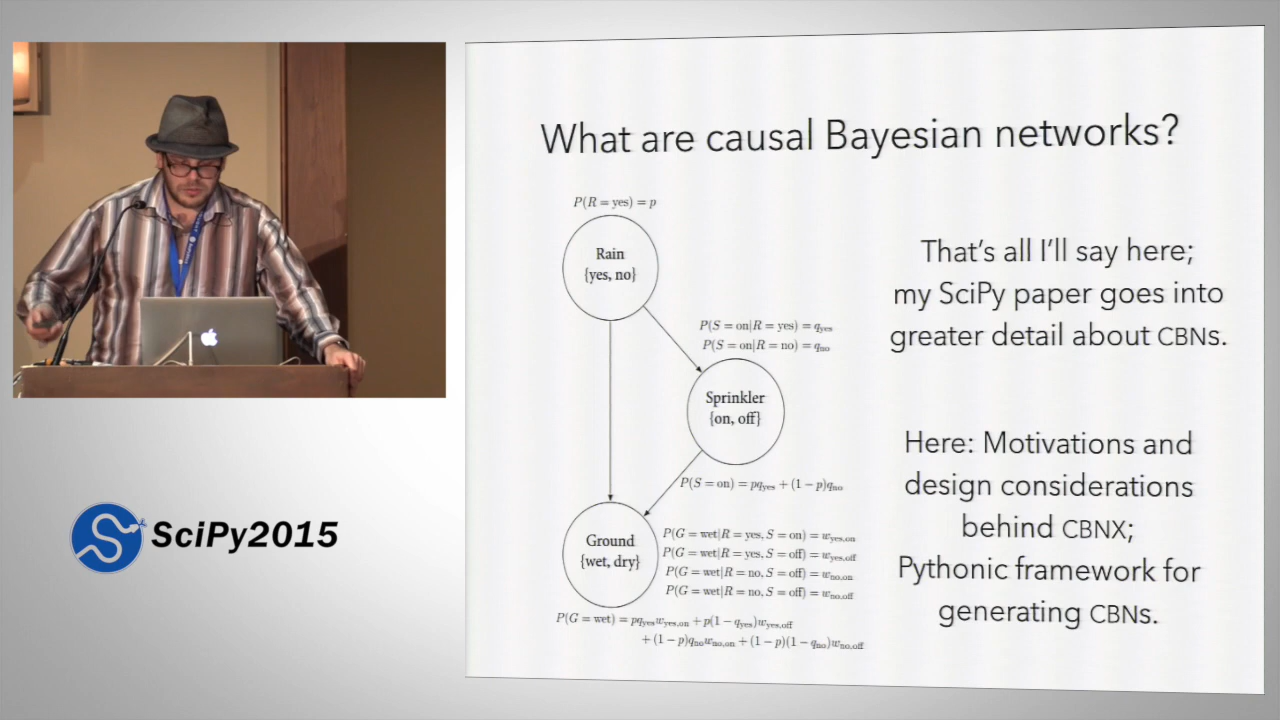 What are causal Bayesian networks?
P(R = yes) = p
Rain
{yes, no}
P(S = on|R = yes) = q_yes
P(S = on|R = no) = q_no
Sprinkler
{on, off}
P(S = on) = pq_yes + (1 − p)q_no
Ground
{wet, dry}
P(G = wet|R = yes, S = on) = w_yes,on
P(G = wet|R = yes, S = off) = w_yes,off
P(G = wet|R = no, S = off) = w_no,on
P(G = wet|R = no, S = off) = w_no,off
P(G = wet) = pq_yes w_yes,on + p(1 − q_yes)w_yes,off
+ (1 − p)q_no w_no,on + (1 − p)(1 − q_no)w_no,off
That's all I'll say here;
my SciPy paper goes into
greater detail about CBNs.
Here: Motivations and
design considerations
behind CBNX;
Pythonic framework for
generating CBNs.
SciPy2015